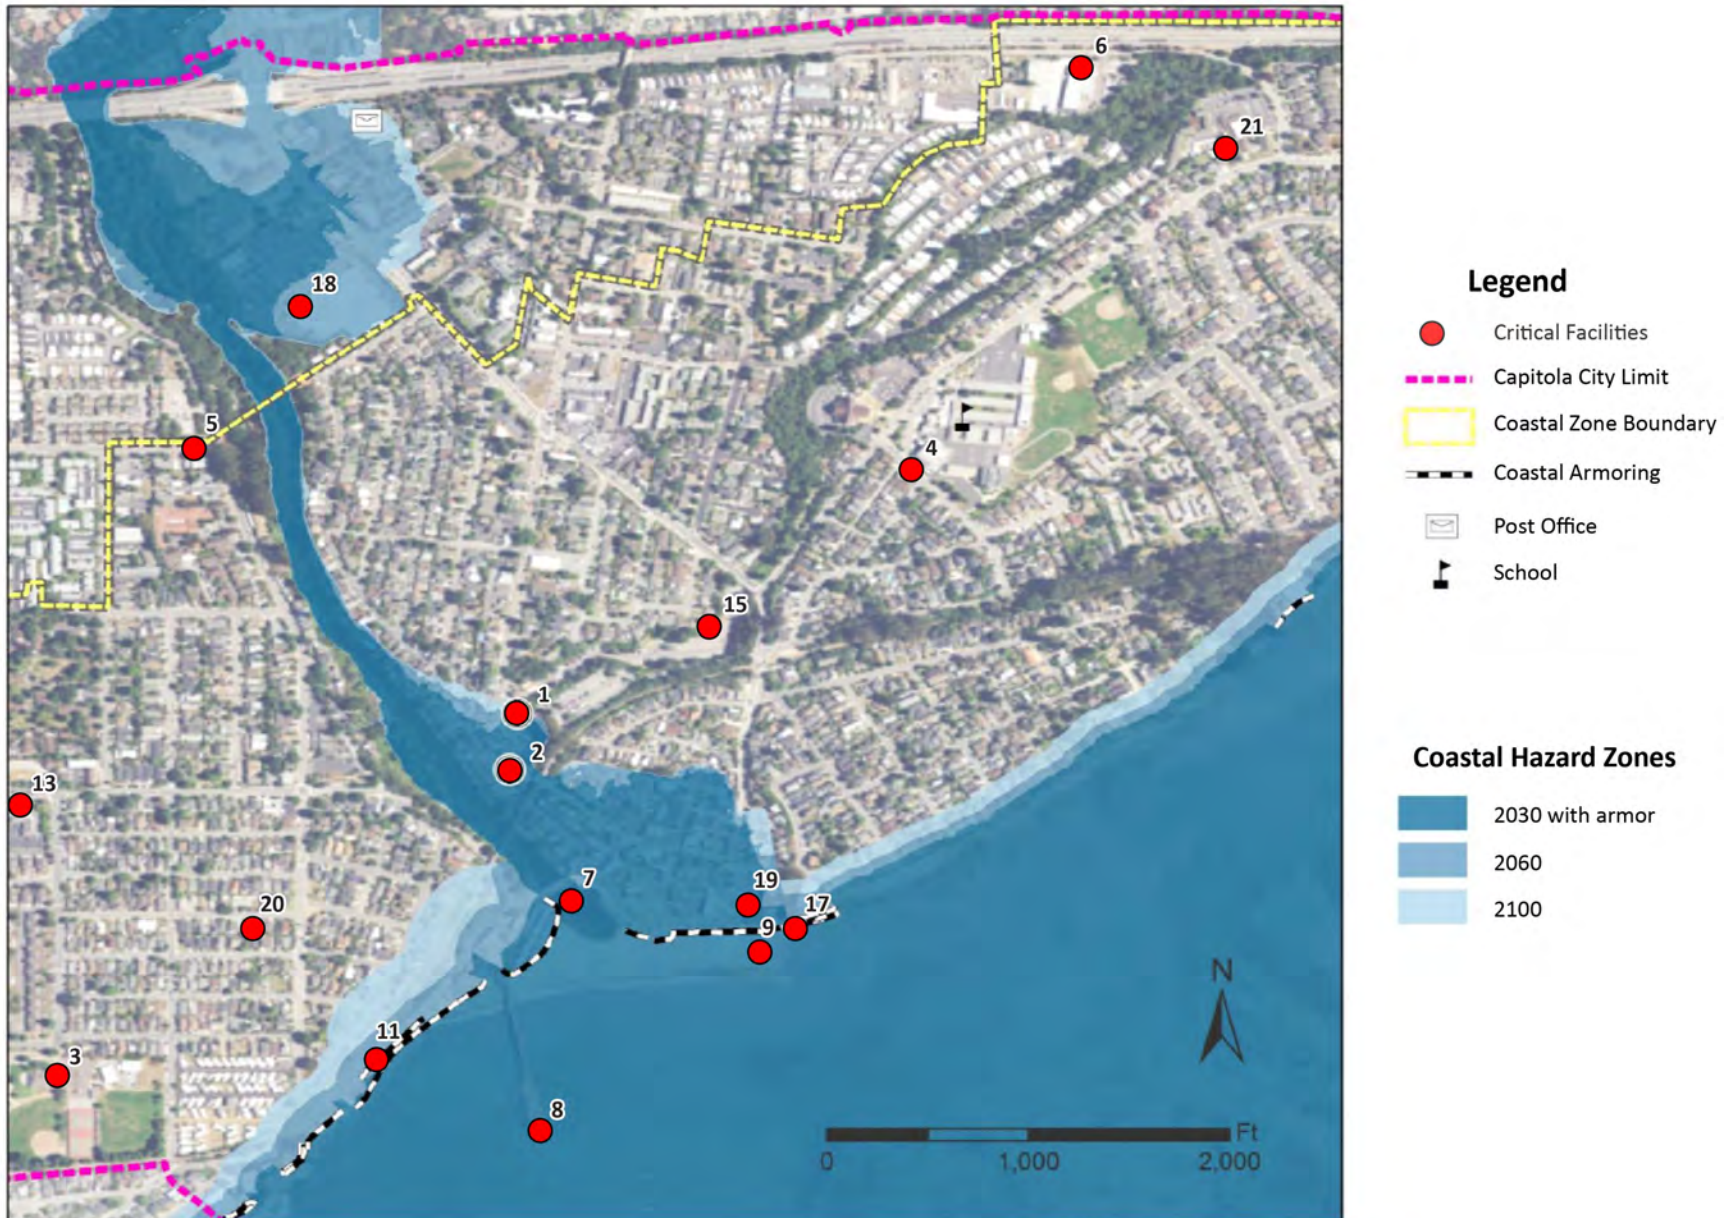 6
21
18
5
4
15
1
2
13
7
19
17
9
20
11
3
8
N
Ft
0
1,000
2,000
Legend
Critical Facilities
Capitola City Limit
Coastal Zone Boundary
Coastal Armoring
Post Office
School
Coastal Hazard Zones
2030 with armor
2060
2100